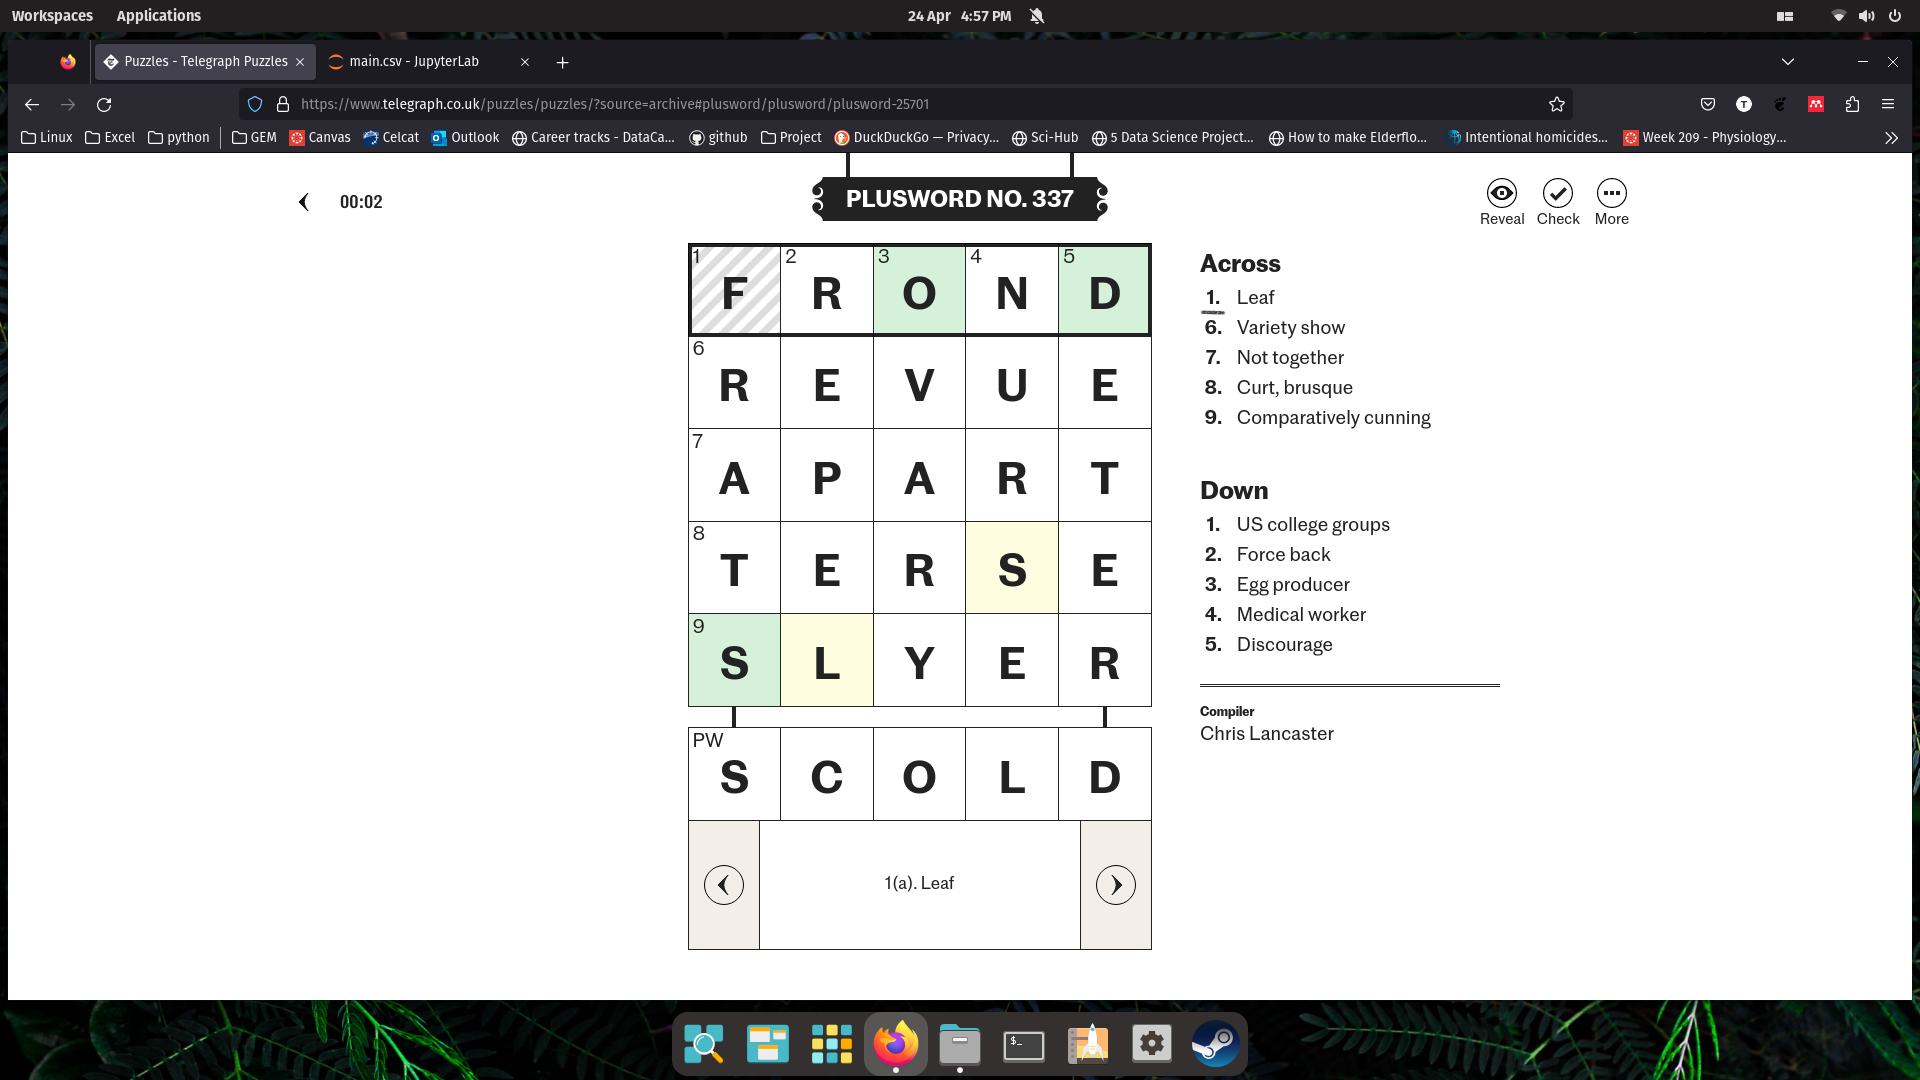 Workspaces Applications 24 Apr 4:57 PM
Puzzles - Telegraph Puzzles main.csv - JupyterLab
https://www.telegraph.co.uk/puzzles/puzzles/?source=archive#plusword/plusword/plusword-25701
Linux Excel python GEM Canvas Celcat Outlook Career tracks - DataCa... github Project DuckDuckGo — Privacy... Sci-Hub 5 Data Science Project... How to make Elderflo... Intentional homicides... Week 209 - Physiology...
00:02
PLUSWORD NO. 337
Reveal Check More
1 F 2 R 3 O 4 N 5 D
6 R E V U E
7 A P A R T
8 T E R S E
9 S L Y E R
PW S C O L D
1(a). Leaf
Across
1. Leaf
6. Variety show
7. Not together
8. Curt, brusque
9. Comparatively cunning
Down
1. US college groups
2. Force back
3. Egg producer
4. Medical worker
5. Discourage
Compiler
Chris Lancaster